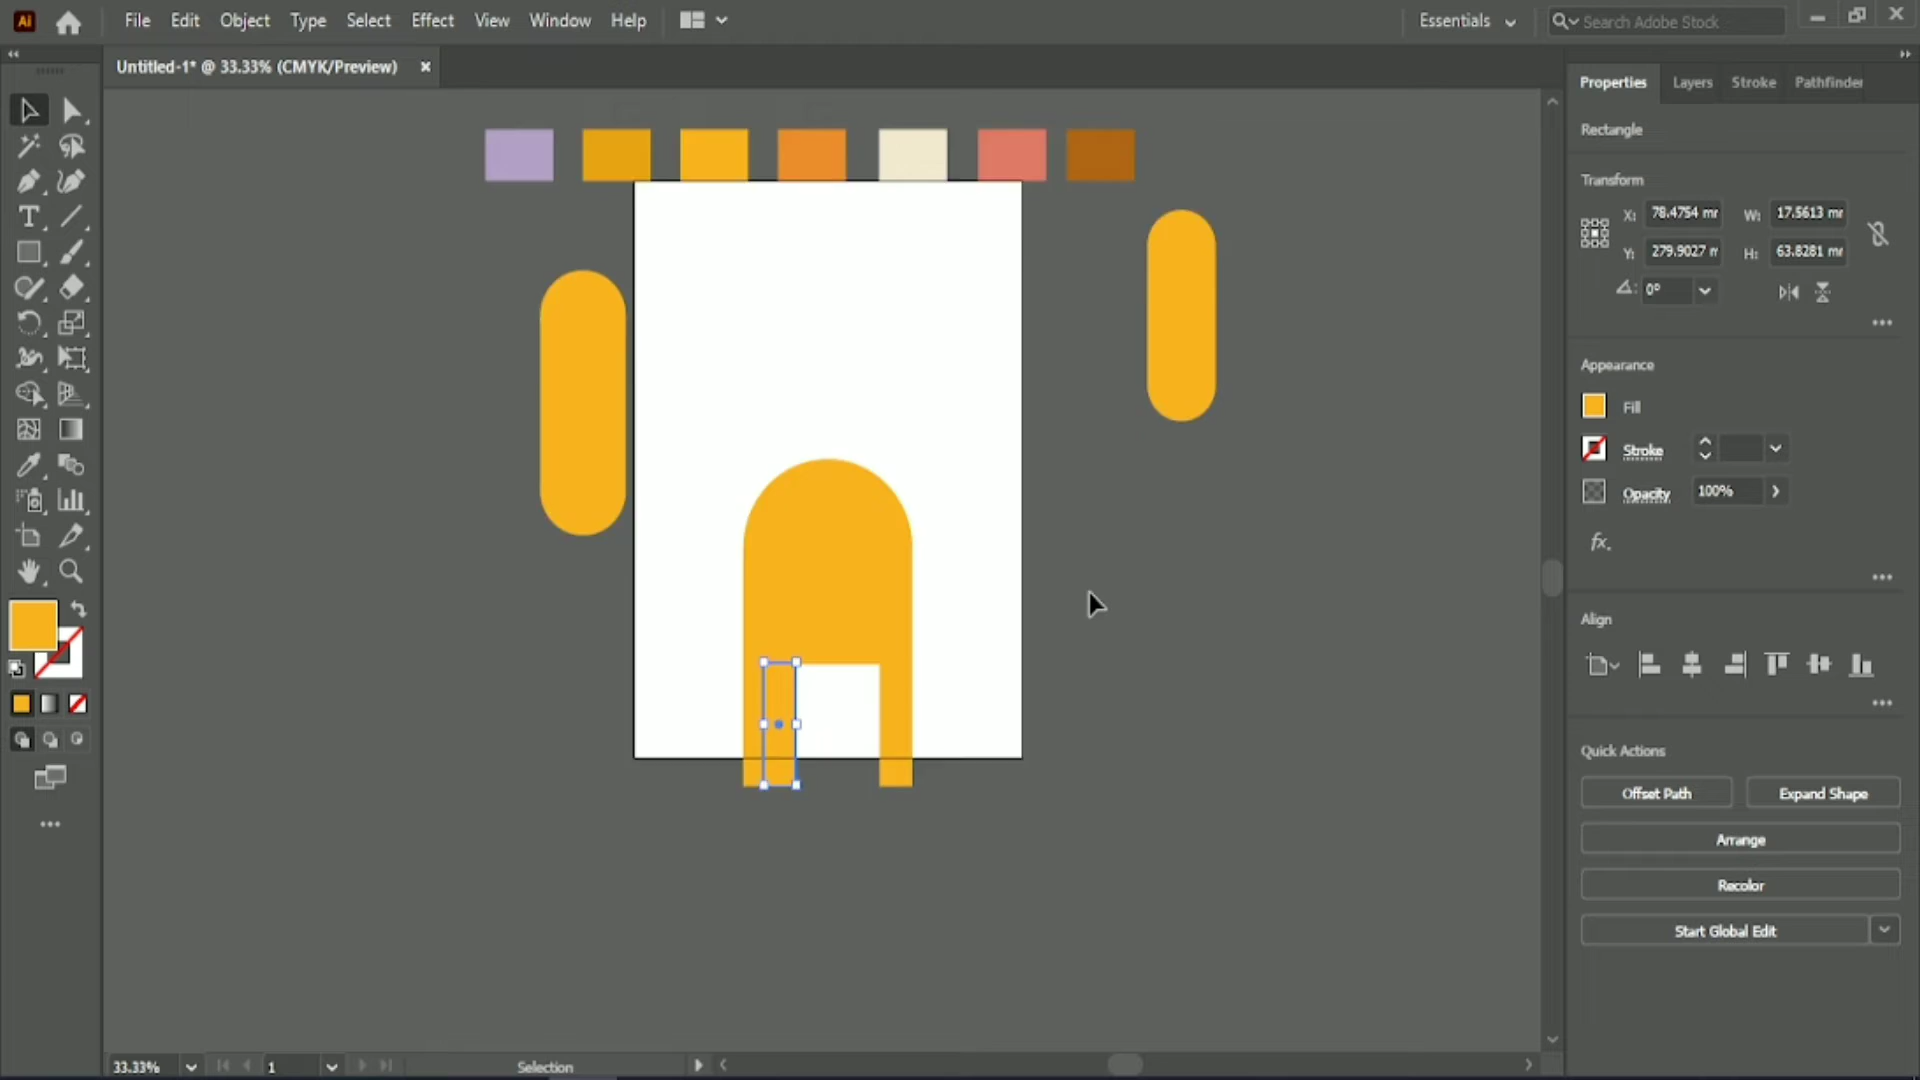 Ai File Edit Object Type Select Effect View Window Help Essentials Search Adobe Stock
Untitled-1* @ 33.33% (CMYK/Preview) ×
Properties Layers Stroke Pathfinder
Rectangle
Transform
X: 78.4754 mm W: 17.5613 mm
Y: 279.9027 m H: 63.8281 mm
0°
Appearance
Fill
Stroke
Opacity 100%
fx.
Align
Quick Actions
Offset Path Expand Shape
Arrange
Recolor
Start Global Edit
33.33% 1 Selection